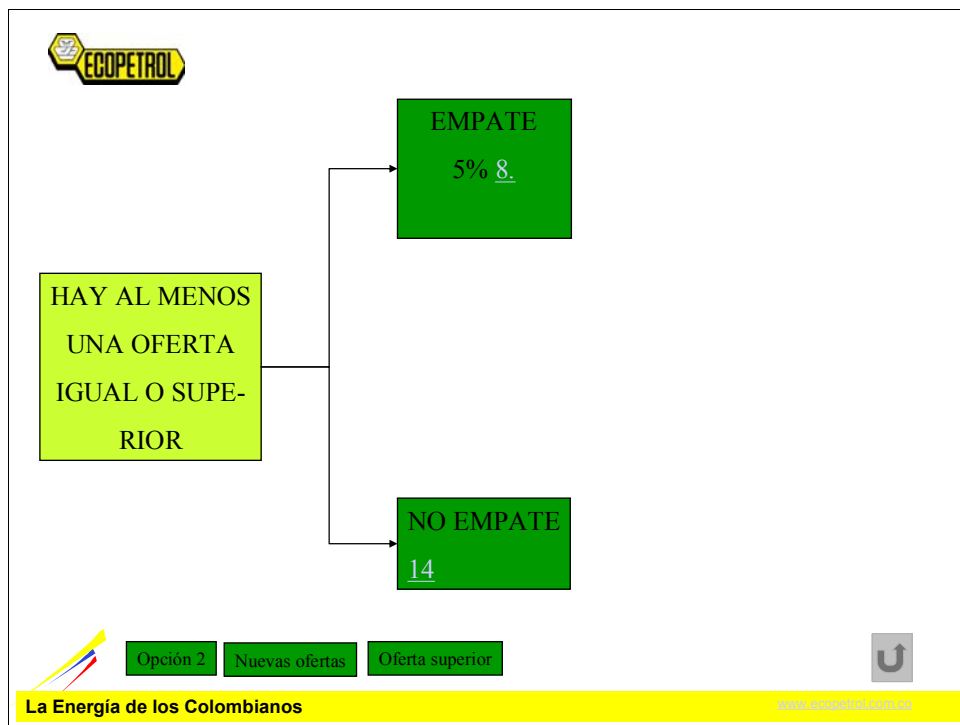 ECOPETROL
EMPATE
5% 8.
HAY AL MENOS
UNA OFERTA
IGUAL O SUPE-
RIOR
NO EMPATE
14
Opción 2
Nuevas ofertas
Oferta superior
La Energía de los Colombianos
www.ecopetrol.com.co